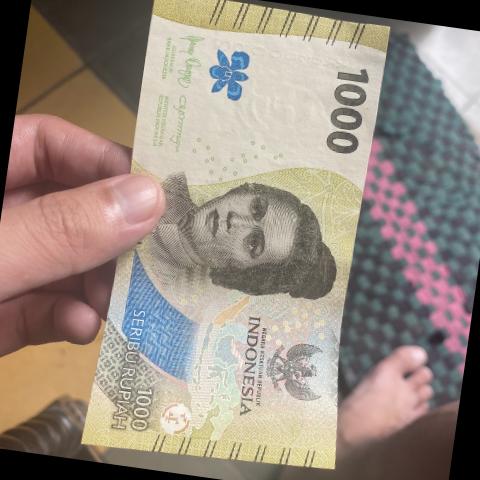 1000
NEGARA KESATUAN REPUBLIK
INDONESIA
1000
SERIBU RUPIAH